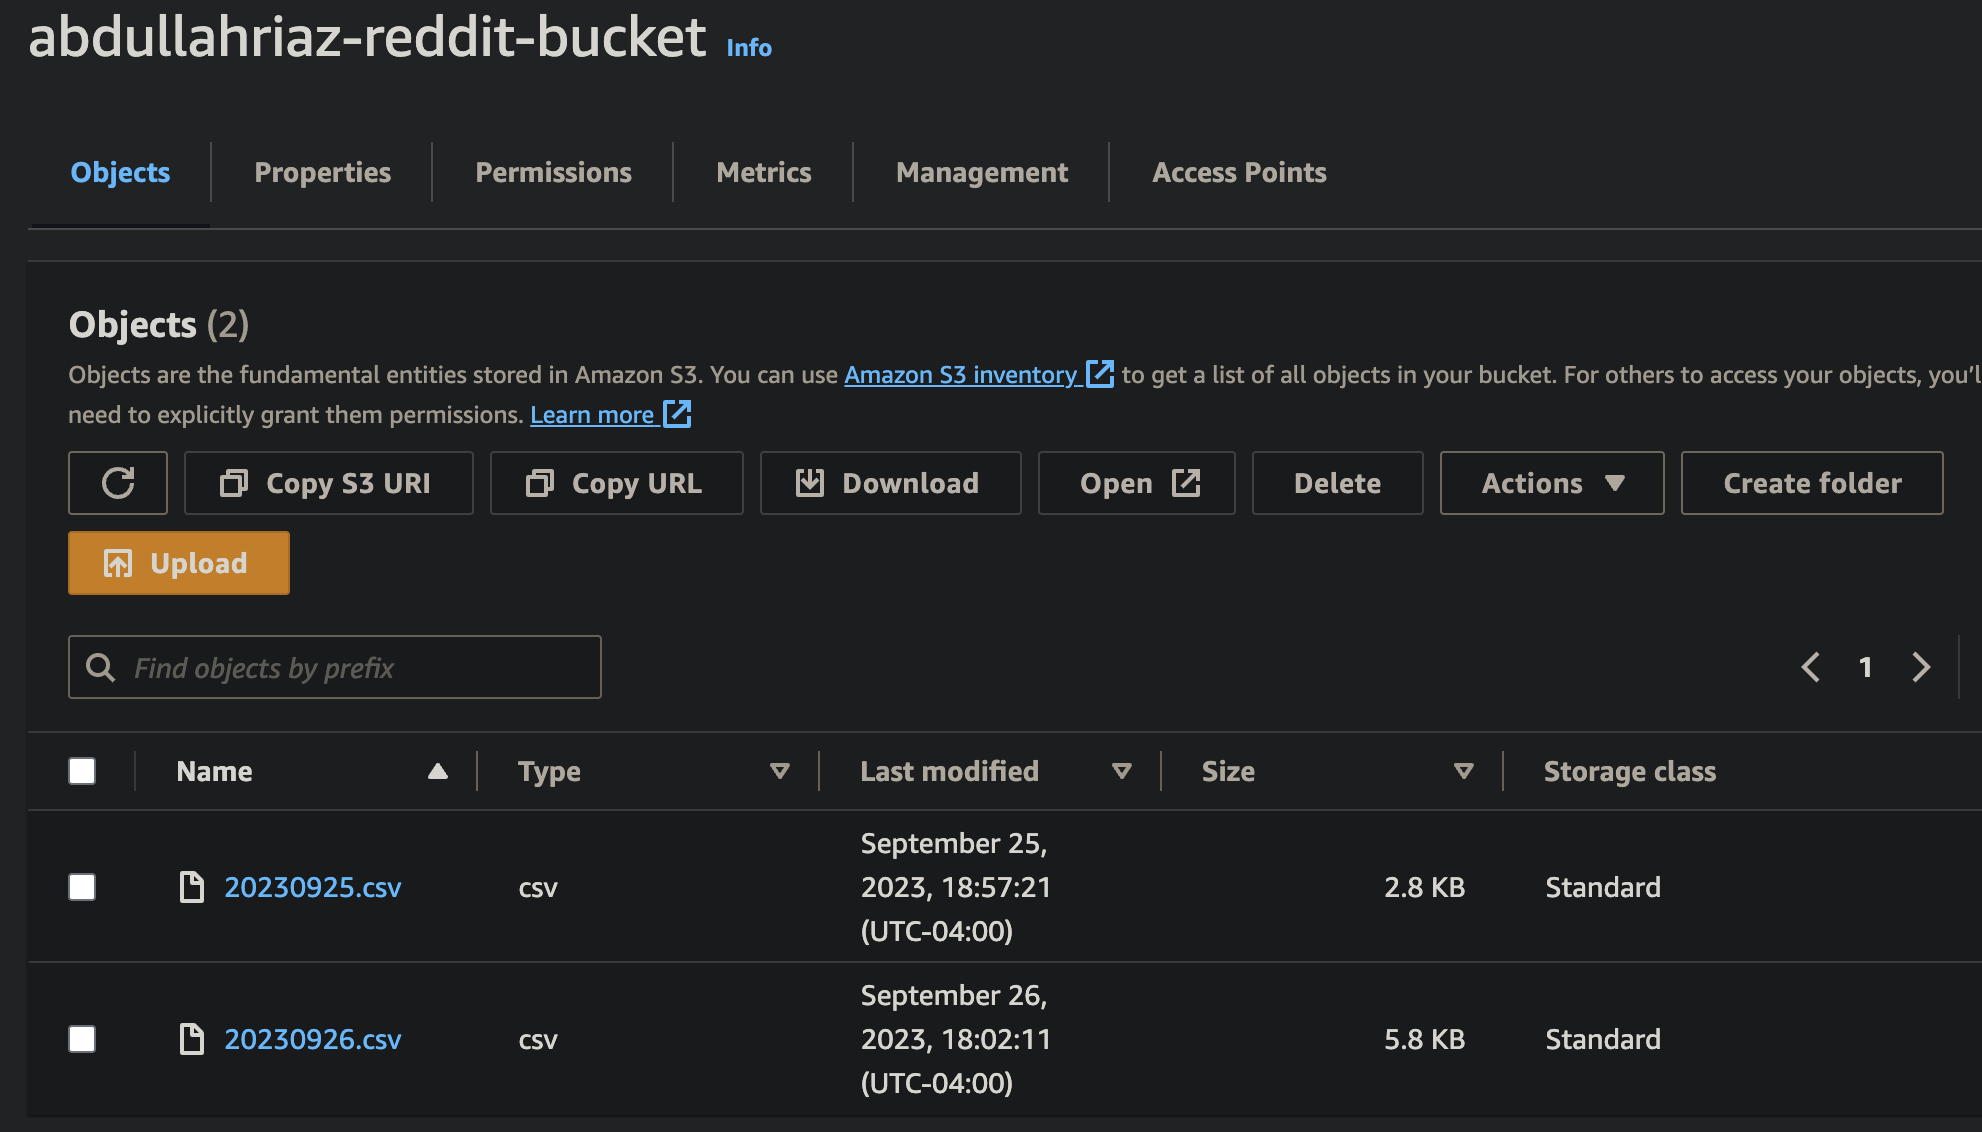 abdullahriaz-reddit-bucket Info
Objects Properties Permissions Metrics Management Access Points
Objects (2)
Objects are the fundamental entities stored in Amazon S3. You can use Amazon S3 inventory to get a list of all objects in your bucket. For others to access your objects, you'l
need to explicitly grant them permissions. Learn more
Copy S3 URI Copy URL Download Open Delete Actions Create folder
Upload
Find objects by prefix 1
Name Type Last modified Size Storage class
20230925.csv csv September 25, 2023, 18:57:21 (UTC-04:00) 2.8 KB Standard
20230926.csv csv September 26, 2023, 18:02:11 (UTC-04:00) 5.8 KB Standard